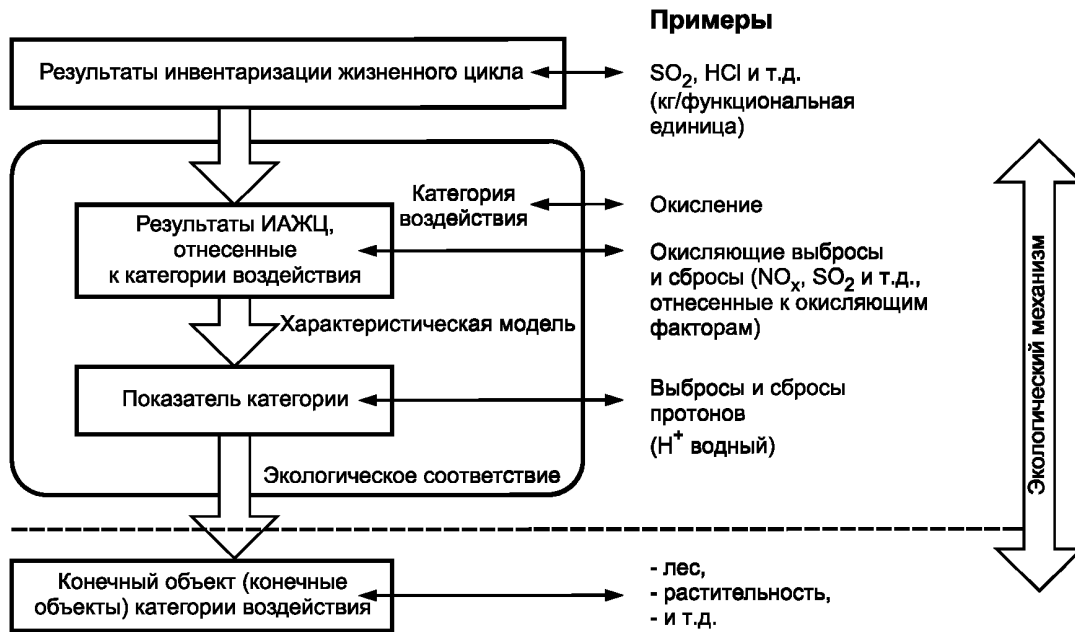 Примеры
Результаты инвентаризации жизненного цикла
SO2, HCl и т.д.
(кг/функциональная
единица)
Категория
воздействия
Окисление
Результаты ИАЖЦ,
отнесенные
к категории воздействия
Окисляющие выбросы
и сбросы (NOx, SO2 и т.д.,
отнесенные к окисляющим
факторам)
Характеристическая модель
Показатель категории
Выбросы и сбросы
протонов
(H+ водный)
Экологическое соответствие
Экологический механизм
Конечный объект (конечные
объекты) категории воздействия
- лес,
- растительность,
- и т.д.